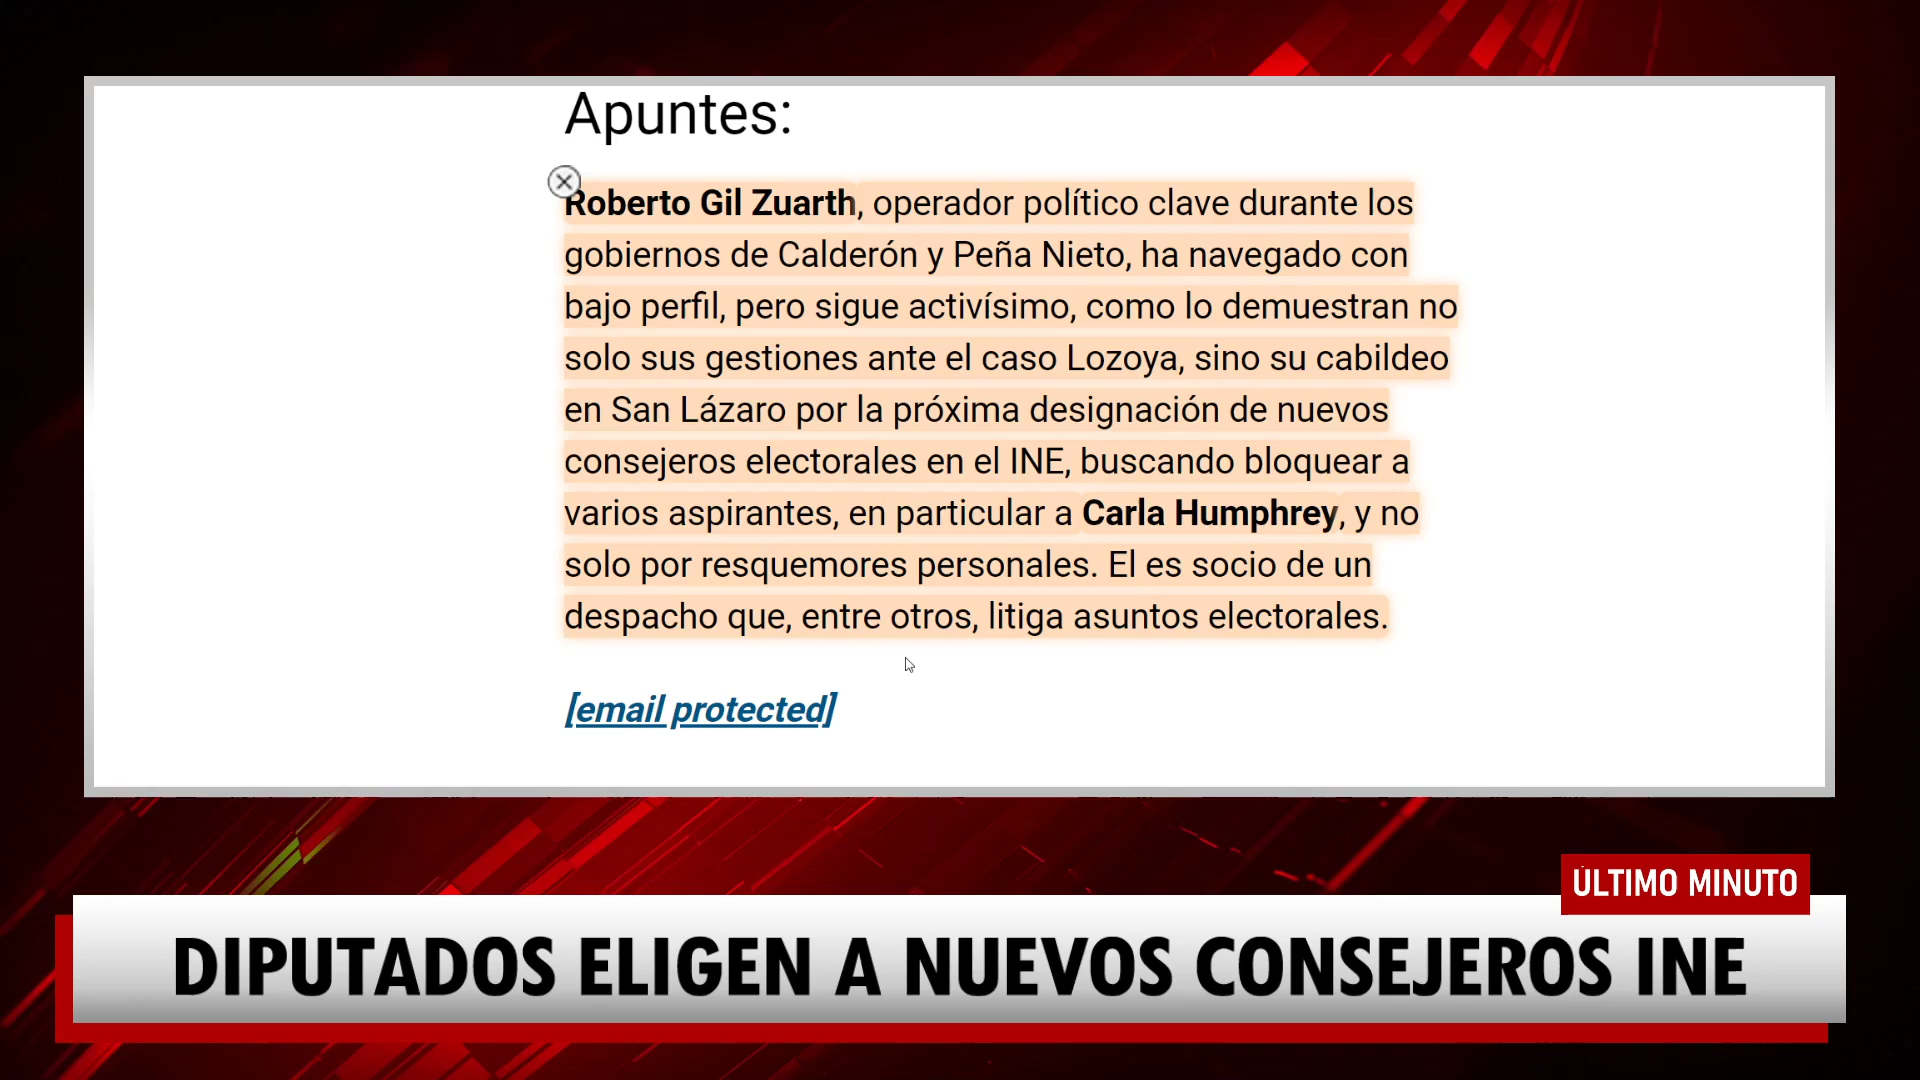 Apuntes:
Roberto Gil Zuarth, operador político clave durante los
gobiernos de Calderón y Peña Nieto, ha navegado con
bajo perfil, pero sigue activísimo, como lo demuestran no
solo sus gestiones ante el caso Lozoya, sino su cabildeo
en San Lázaro por la próxima designación de nuevos
consejeros electorales en el INE, buscando bloquear a
varios aspirantes, en particular a Carla Humphrey, y no
solo por resquemores personales. El es socio de un
despacho que, entre otros, litiga asuntos electorales.
[email protected]
ÚLTIMO MINUTO
DIPUTADOS ELIGEN A NUEVOS CONSEJEROS INE